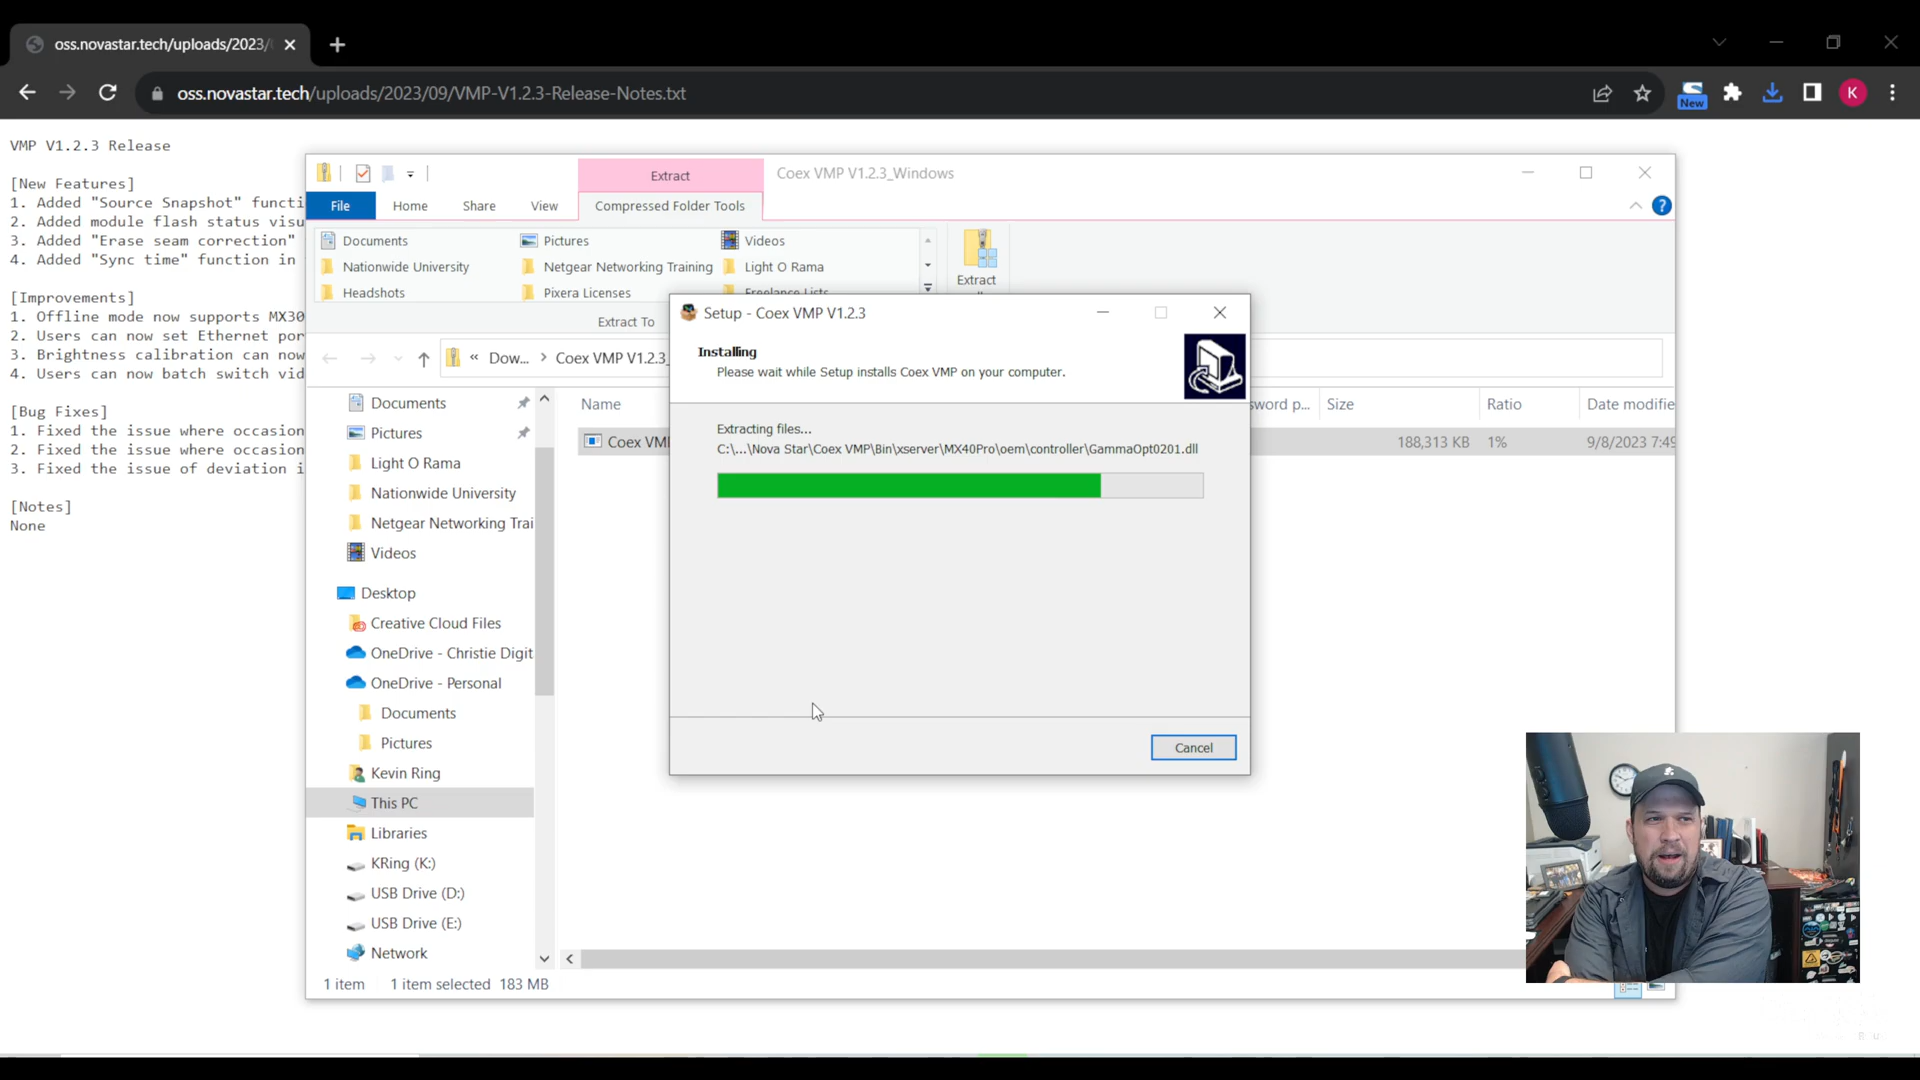 oss.novastar.tech/uploads/2023/
oss.novastar.tech/uploads/2023/09/VMP-V1.2.3-Release-Notes.txt
New
K
VMP V1.2.3 Release
[New Features]
1. Added "Source Snapshot" functi
2. Added module flash status visu
3. Added "Erase seam correction"
4. Added "Sync time" function in
[Improvements]
1. Offline mode now supports MX30
2. Users can now set Ethernet por
3. Brightness calibration can now
4. Users can now batch switch vid
[Bug Fixes]
1. Fixed the issue where occasion
2. Fixed the issue where occasion
3. Fixed the issue of deviation i
[Notes]
None
Extract
Coex VMP V1.2.3_Windows
File
Home
Share
View
Compressed Folder Tools
Documents
Pictures
Videos
Nationwide University
Netgear Networking Training
Light O Rama
Headshots
Pixera Licenses
Freelance Lists
Extract
Extract To
« Dow... > Coex VMP V1.2.3_
Documents
Pictures
Light O Rama
Nationwide University
Netgear Networking Trai
Videos
Desktop
Creative Cloud Files
OneDrive - Christie Digit
OneDrive - Personal
Documents
Pictures
Kevin Ring
This PC
Libraries
KRing (K:)
USB Drive (D:)
USB Drive (E:)
Network
Name
sword p...
Size
Ratio
Date modifie
Coex VM
188,313 KB
1%
9/8/2023 7:49
1 item
1 item selected 183 MB
Setup - Coex VMP V1.2.3
Installing
Please wait while Setup installs Coex VMP on your computer.
Extracting files...
C:\...\Nova Star\Coex VMP\Bin\xserver\MX40Pro\oem\controller\GammaOpt0201.dll
Cancel